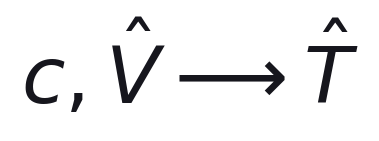 c, V̂ ⟶ T̂